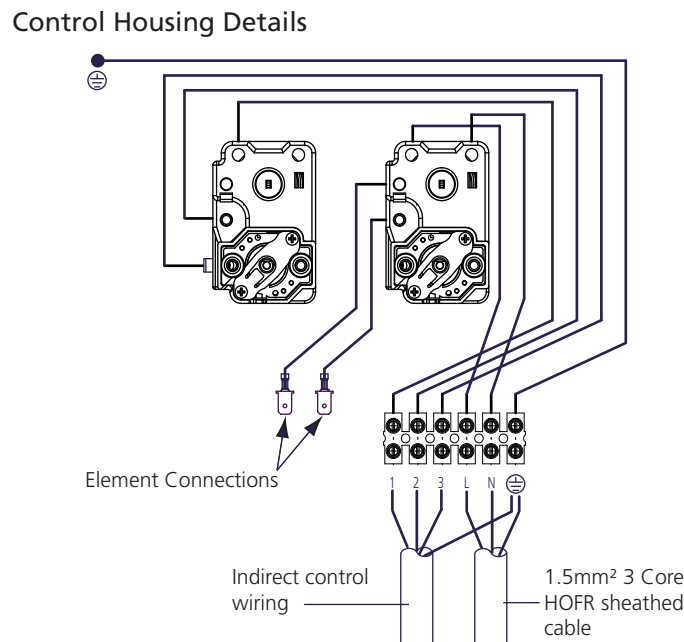 Control Housing Details
Element Connections
1 2 3 L N
Indirect control
wiring
1.5mm² 3 Core
HOFR sheathed
cable